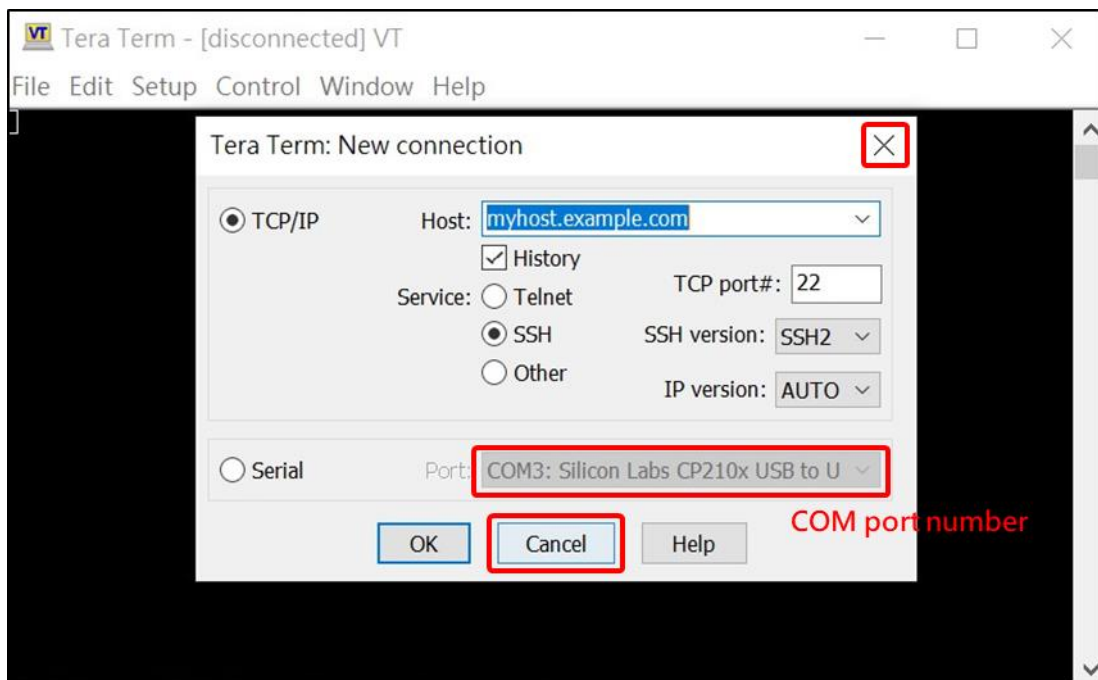 VT Tera Term - [disconnected] VT
File Edit Setup Control Window Help
Tera Term: New connection
TCP/IP Host: myhost.example.com
History
TCP port#: 22
Service: Telnet
SSH SSH version: SSH2
Other
IP version: AUTO
Serial Port: COM3: Silicon Labs CP210x USB to U
COM port number
OK Cancel Help